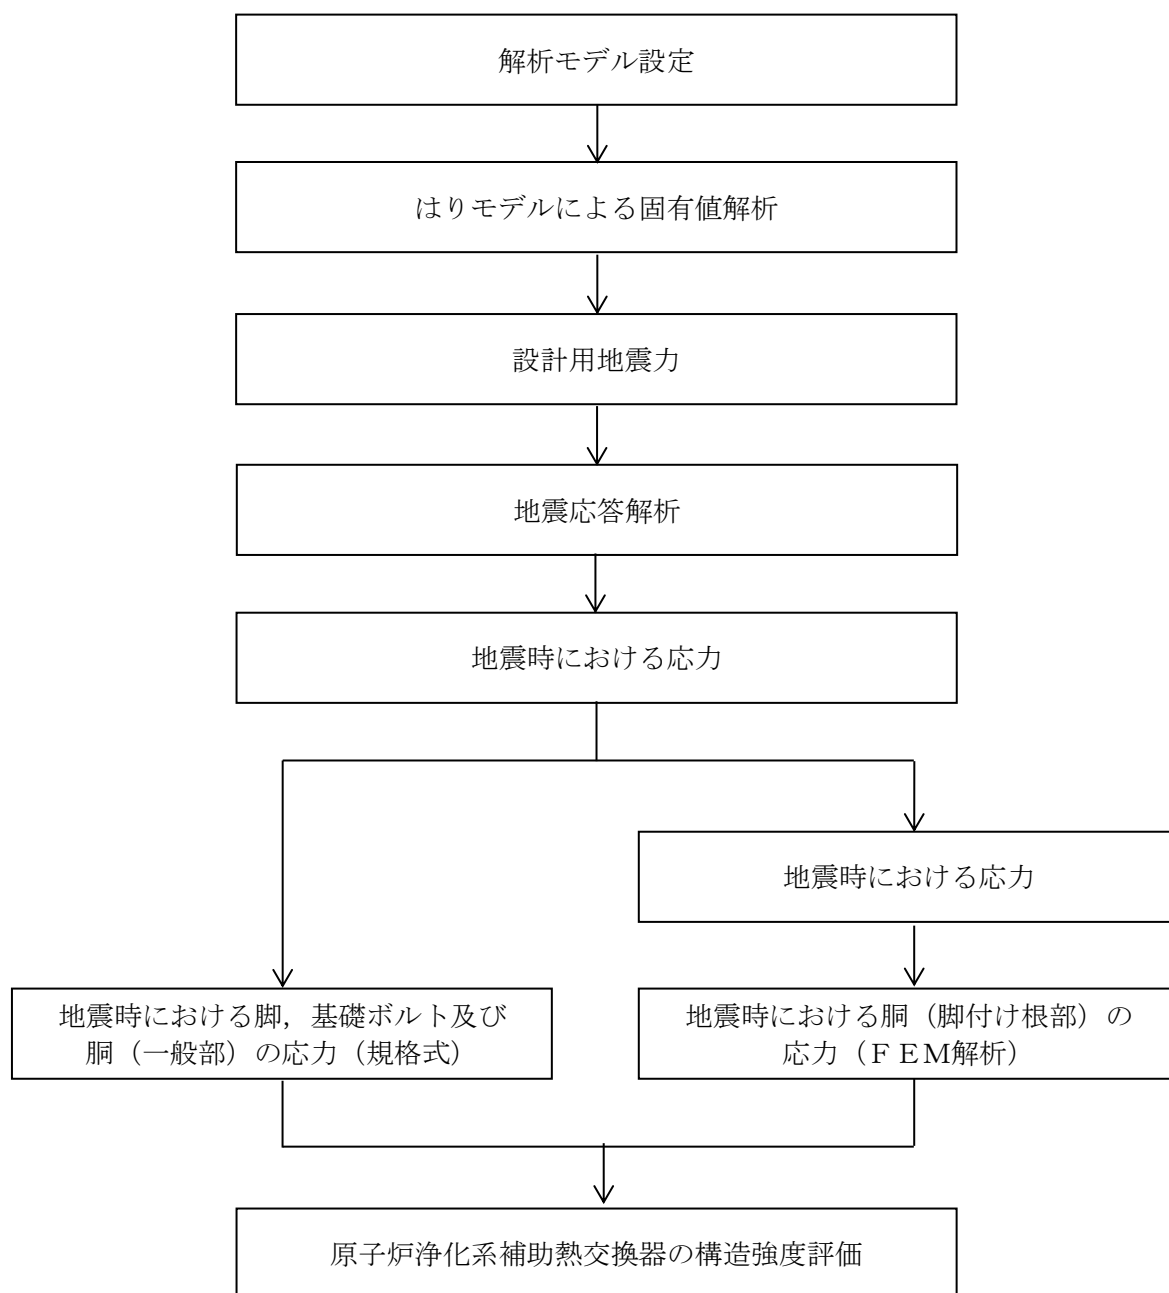 解析モデル設定
はりモデルによる固有値解析
設計用地震力
地震応答解析
地震時における応力
地震時における応力
地震時における脚，基礎ボルト及び
胴（一般部）の応力（規格式）
地震時における胴（脚付け根部）の
応力（ＦＥＭ解析）
原子炉浄化系補助熱交換器の構造強度評価